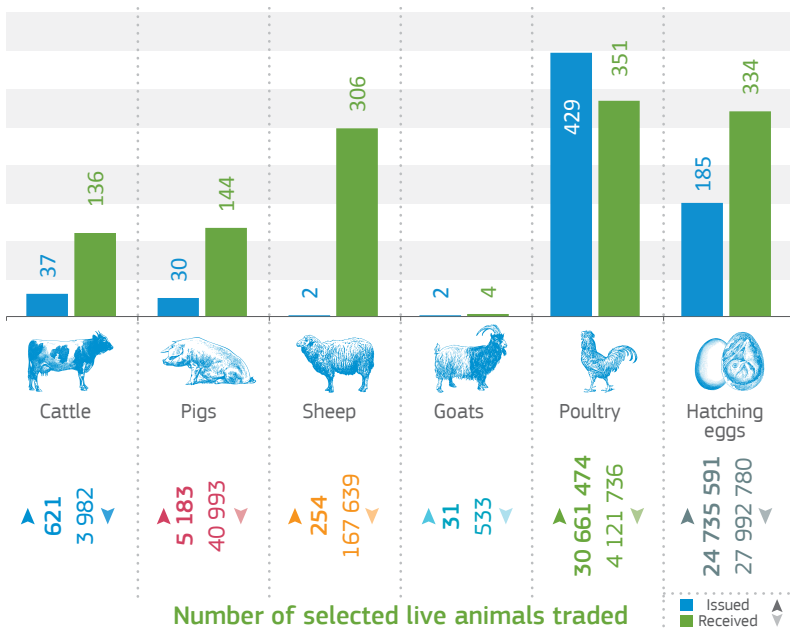 37
136
30
144
2
306
2
4
429
351
185
334
Cattle
Pigs
Sheep
Goats
Poultry
Hatching
eggs
621
3 982
5 183
40 993
254
167 639
31
533
30 661 474
4 121 736
24 735 591
27 992 780
Number of selected live animals traded
Issued
Received